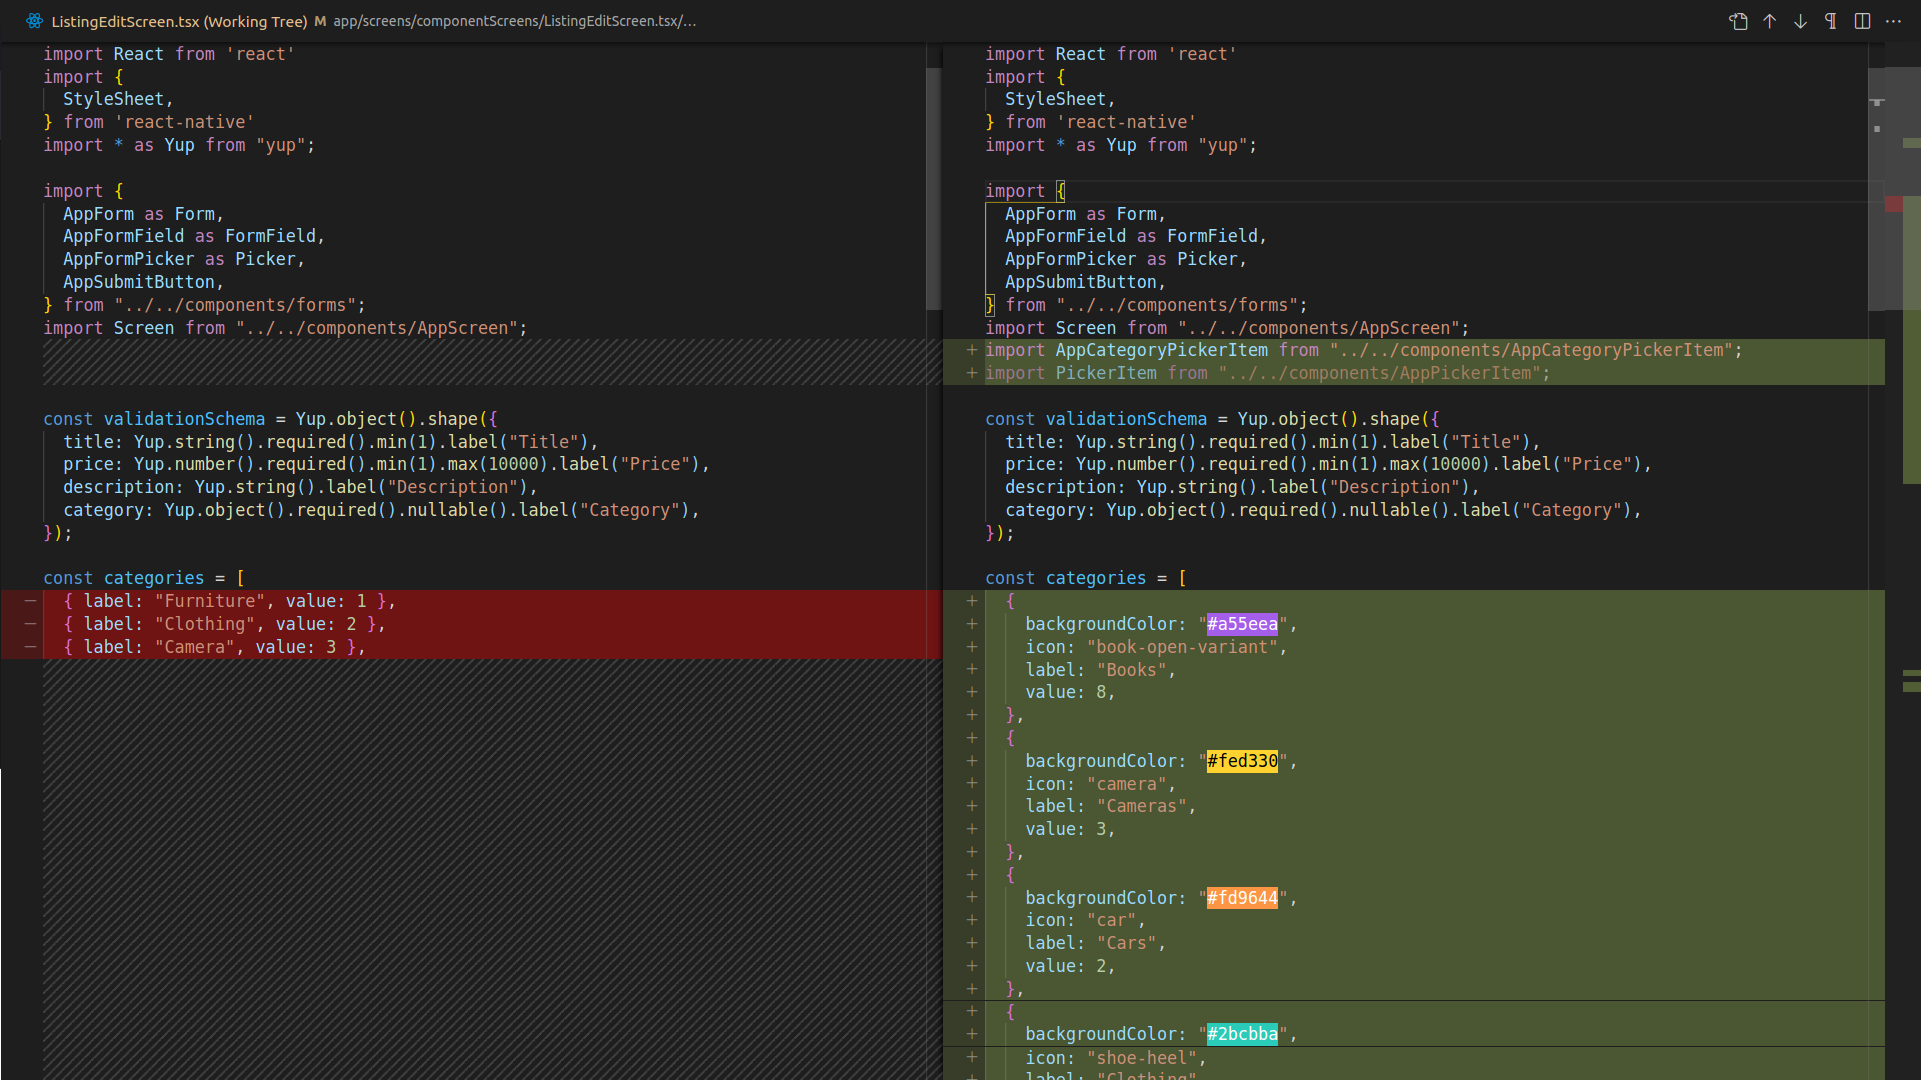 ListingEditScreen.tsx (Working Tree) M app/screens/componentScreens/ListingEditScreen.tsx/...
import React from 'react'
import {
  StyleSheet,
} from 'react-native'
import * as Yup from "yup";

import {
  AppForm as Form,
  AppFormField as FormField,
  AppFormPicker as Picker,
  AppSubmitButton,
} from "../../components/forms";
import Screen from "../../components/AppScreen";

const validationSchema = Yup.object().shape({
  title: Yup.string().required().min(1).label("Title"),
  price: Yup.number().required().min(1).max(10000).label("Price"),
  description: Yup.string().label("Description"),
  category: Yup.object().required().nullable().label("Category"),
});

const categories = [
−  { label: "Furniture", value: 1 },
−  { label: "Clothing", value: 2 },
−  { label: "Camera", value: 3 },

import React from 'react'
import {
  StyleSheet,
} from 'react-native'
import * as Yup from "yup";

import {
  AppForm as Form,
  AppFormField as FormField,
  AppFormPicker as Picker,
  AppSubmitButton,
} from "../../components/forms";
import Screen from "../../components/AppScreen";
+ import AppCategoryPickerItem from "../../components/AppCategoryPickerItem";
+ import PickerItem from "../../components/AppPickerItem";

const validationSchema = Yup.object().shape({
  title: Yup.string().required().min(1).label("Title"),
  price: Yup.number().required().min(1).max(10000).label("Price"),
  description: Yup.string().label("Description"),
  category: Yup.object().required().nullable().label("Category"),
});

const categories = [
+  {
+    backgroundColor: "#a55eea",
+    icon: "book-open-variant",
+    label: "Books",
+    value: 8,
+  },
+  {
+    backgroundColor: "#fed330",
+    icon: "camera",
+    label: "Cameras",
+    value: 3,
+  },
+  {
+    backgroundColor: "#fd9644",
+    icon: "car",
+    label: "Cars",
+    value: 2,
+  },
+  {
+    backgroundColor: "#2bcbba",
+    icon: "shoe-heel",
+    label: "Clothing"